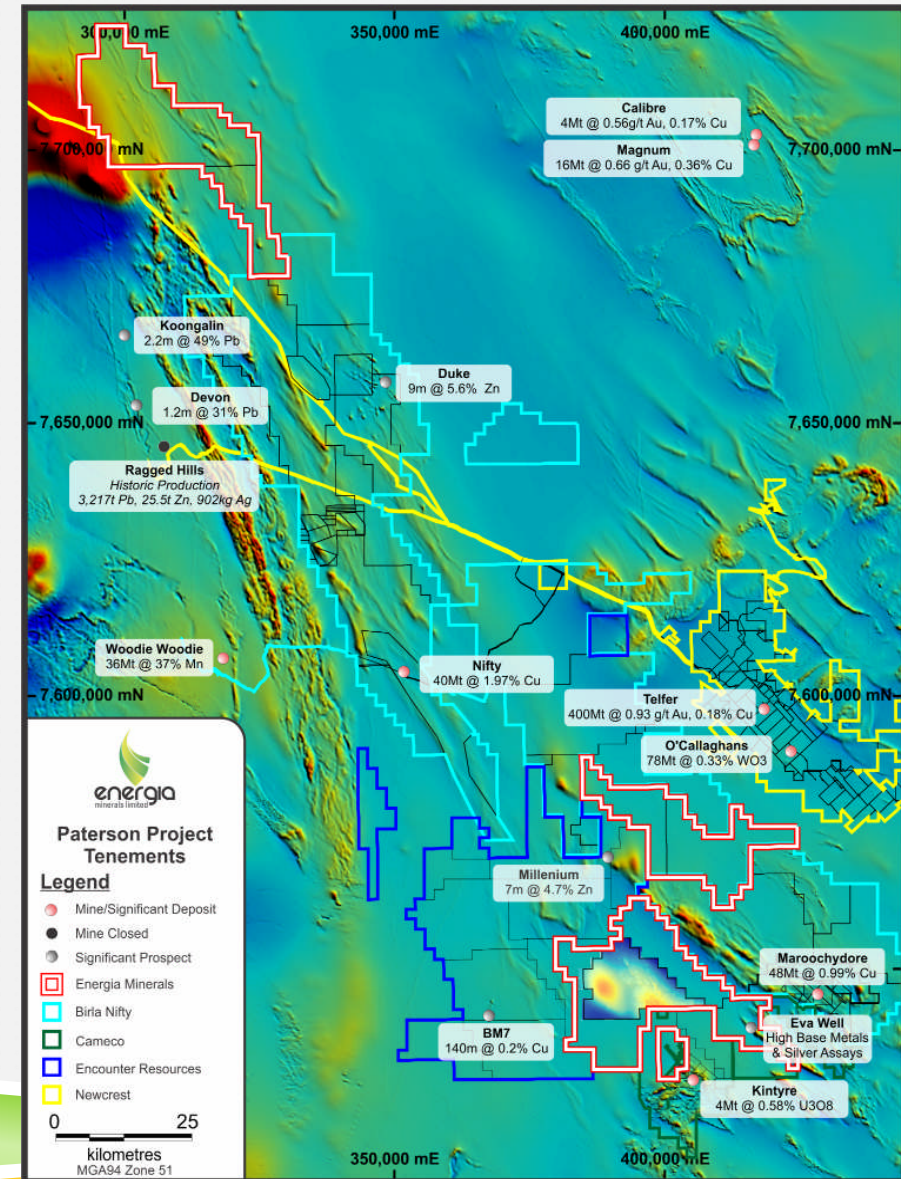 300,000 mE
350,000 mE
400,000 mE
Calibre
4Mt @ 0.56g/t Au, 0.17% Cu
7,700,000 mN
Magnum
16Mt @ 0.66 g/t Au, 0.36% Cu
7,700,000 mN
Koongalin
2.2m @ 49% Pb
Duke
9m @ 5.6% Zn
Devon
1.2m @ 31% Pb
7,650,000 mN
7,650,000 mN
Ragged Hills
Historic Production
3,217t Pb, 25.5t Zn, 902kg Ag
Woodie Woodie
36Mt @ 37% Mn
Nifty
40Mt @ 1.97% Cu
7,600,000 mN
7,600,000 mN
Telfer
400Mt @ 0.93 g/t Au, 0.18% Cu
O'Callaghans
78Mt @ 0.33% WO3
Millenium
7m @ 4.7% Zn
Maroochydore
48Mt @ 0.99% Cu
BM7
140m @ 0.2% Cu
Eva Well
High Base Metals
& Silver Assays
Kintyre
4Mt @ 0.58% U3O8
350,000 mE
400,000 mE
energia
minerals limited
Paterson Project
Tenements
Legend
Mine/Significant Deposit
Mine Closed
Significant Prospect
Energia Minerals
Birla Nifty
Cameco
Encounter Resources
Newcrest
0 25
kilometres
MGA94 Zone 51